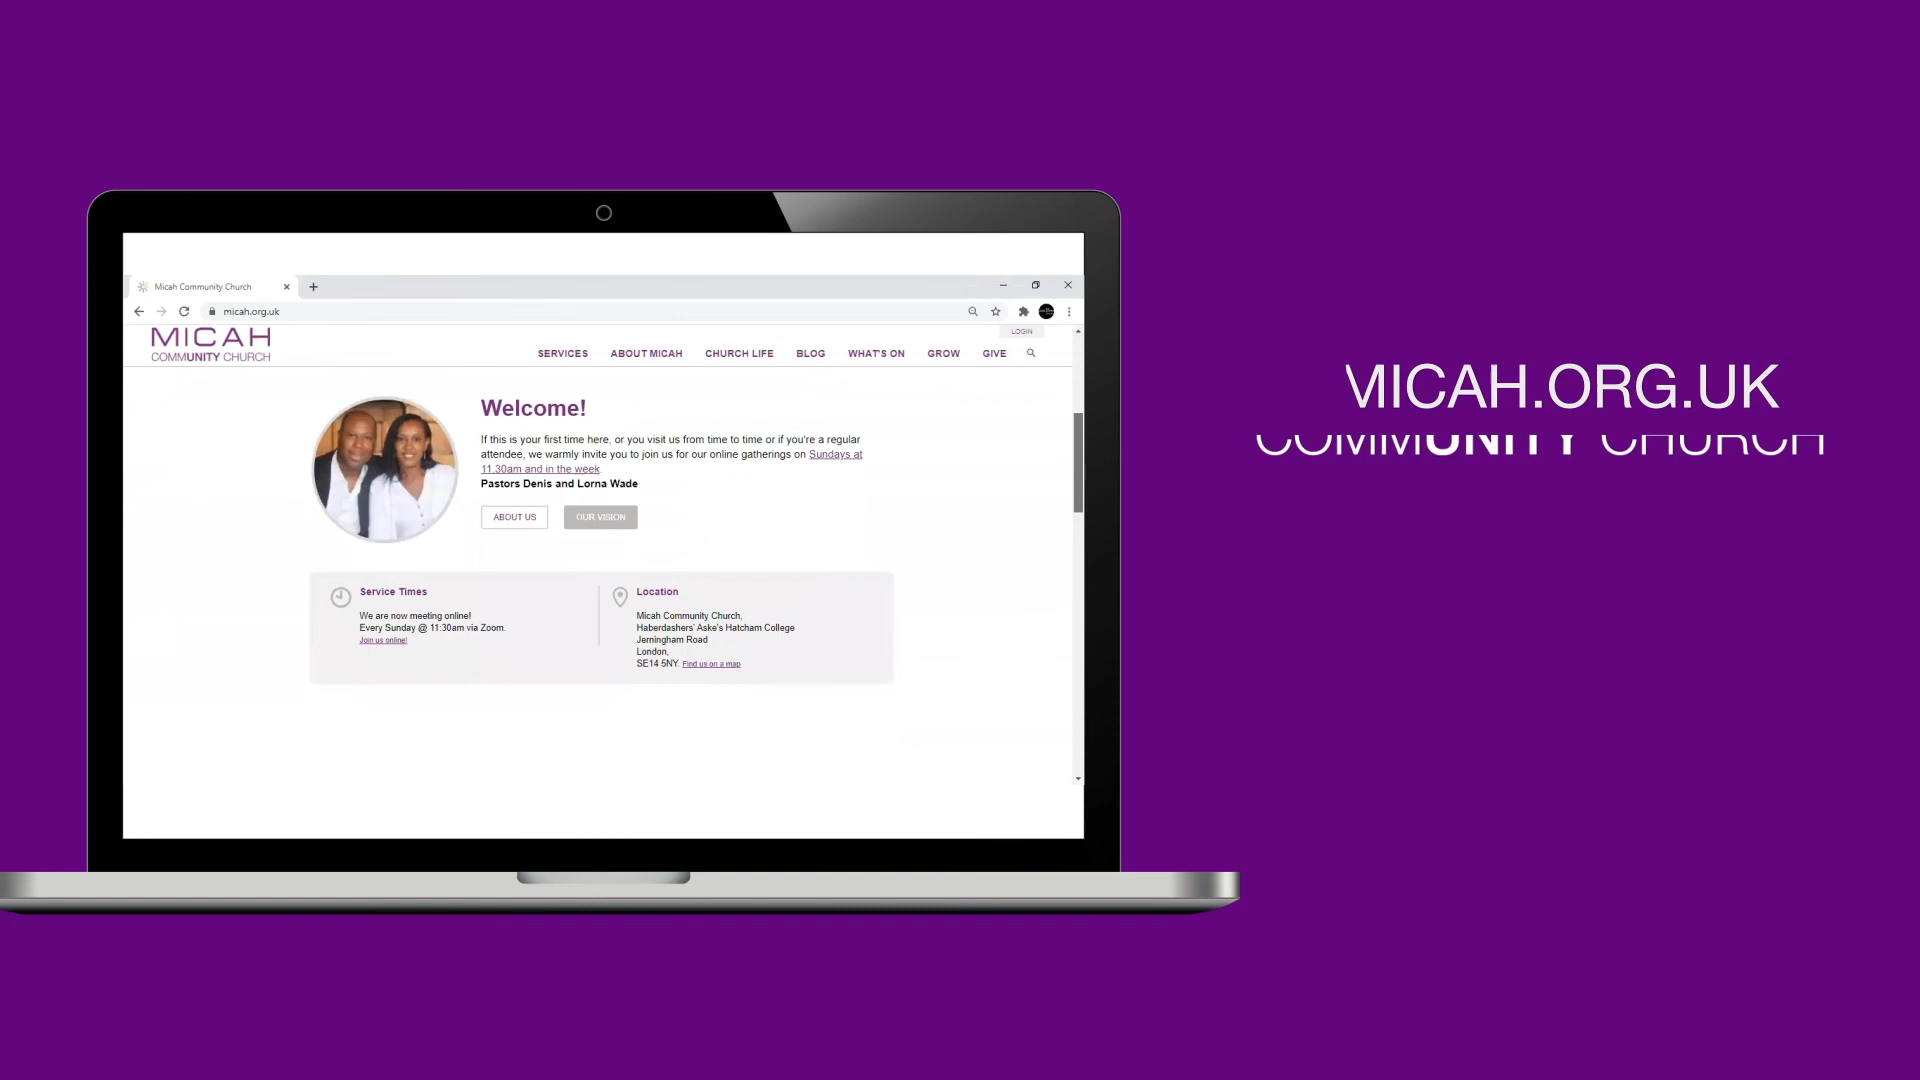 Micah Community Church
micah.org.uk
LOGIN
MICAH
COMMUNITY CHURCH
SERVICES ABOUT MICAH CHURCH LIFE BLOG WHAT'S ON GROW GIVE
Welcome!
If this is your first time here, or you visit us from time to time or if you're a regular
attendee, we warmly invite you to join us for our online gatherings on Sundays at
11.30am and in the week.
Pastors Denis and Lorna Wade
ABOUT US OUR VISION
Service Times
We are now meeting online!
Every Sunday @ 11:30am via Zoom.
Join us online!
Location
Micah Community Church,
Haberdashers' Aske's Hatcham College
Jerningham Road
London,
SE14 5NY. Find us on a map
MICAH.ORG.UK
COMMUNITY CHURCH